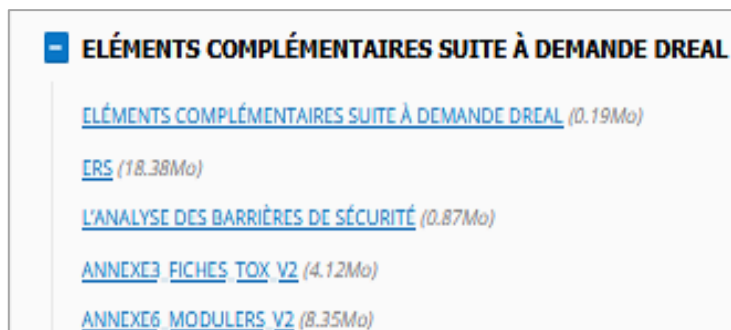 ELÉMENTS COMPLÉMENTAIRES SUITE À DEMANDE DREAL
ELÉMENTS COMPLÉMENTAIRES SUITE À DEMANDE DREAL (0.19Mo)
ERS (18.38Mo)
L'ANALYSE DES BARRIÈRES DE SÉCURITÉ (0.87Mo)
ANNEXE3_FICHES_TOX_V2 (4.12Mo)
ANNEXE6_MODULERS_V2 (8.35Mo)